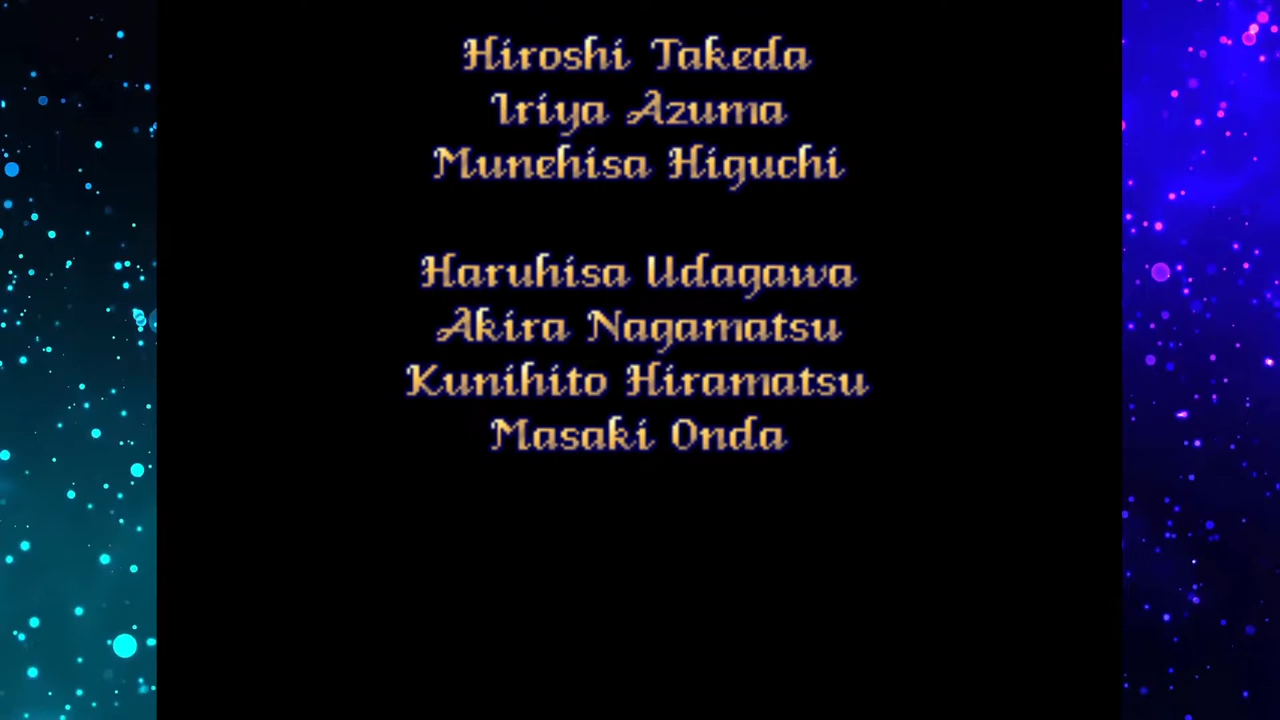 Hiroshi Takeda
Iriya Azuma
Munehisa Higuchi
Haruhisa Udagawa
Akira Nagamatsu
Kunihito Hiramatsu
Masaki Onda